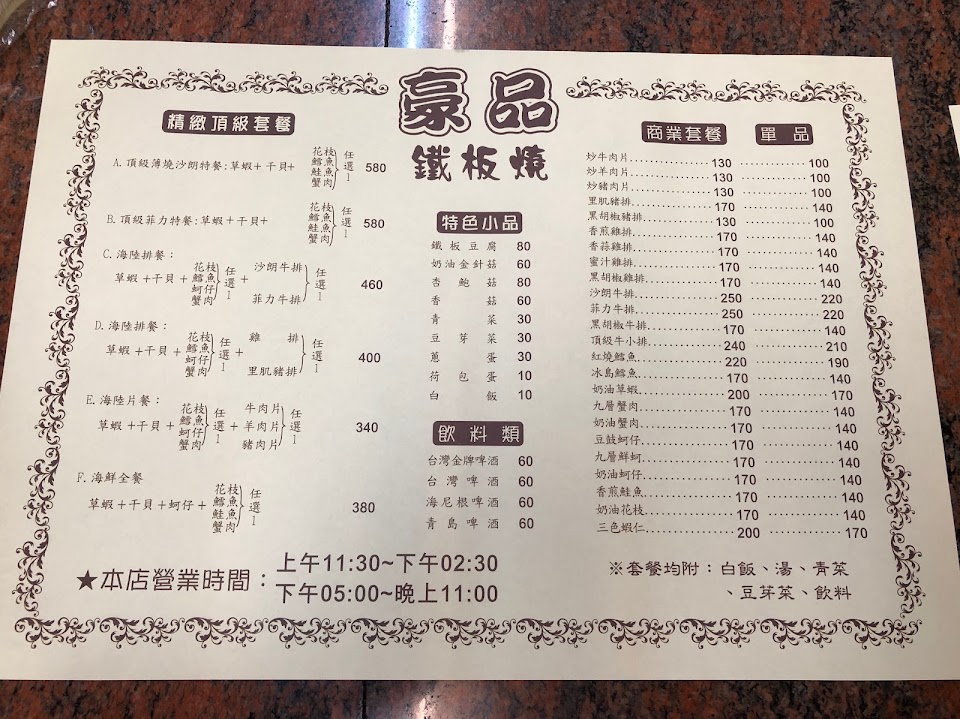 豪品
鐵板燒
精緻頂級套餐
A. 頂級薄燒沙朗特餐:草蝦+干貝+ 花枝 鱈魚 鮭魚 蟹肉 任選1 580
B. 頂級菲力特餐:草蝦+干貝+ 花枝 鱈魚 鮭魚 蟹肉 任選1 580
C. 海陸排餐:
草蝦+干貝+ 花枝 鱈魚 蚵仔 蟹肉 任選1 + 沙朗牛排 菲力牛排 任選1 460
D. 海陸排餐:
草蝦+干貝+ 花枝 鱈魚 蚵仔 蟹肉 任選1 + 雞排 里肌豬排 任選1 400
E. 海陸片餐:
草蝦+干貝+ 花枝 鱈魚 蚵仔 蟹肉 任選1 + 牛肉片 羊肉片 豬肉片 任選1 340
F. 海鮮全餐
草蝦+干貝+蚵仔+ 花枝 鱈魚 鮭魚 蟹肉 任選1 380
特色小品
鐵板豆腐 80
奶油金針菇 60
杏鮑菇 80
香菇 60
青菜 30
豆芽菜 30
蔥蛋 30
荷包蛋 10
白飯 10
飲料類
台灣金牌啤酒 60
台灣啤酒 60
海尼根啤酒 60
青島啤酒 60
商業套餐 單品
炒牛肉片 130 100
炒羊肉片 130 100
炒豬肉片 130 100
里肌豬排 170 140
黑胡椒豬排 130 100
香煎雞排 170 140
香蒜雞排 170 140
蜜汁雞排 170 140
黑胡椒雞排 170 140
沙朗牛排 250 220
菲力牛排 250 220
黑胡椒牛排 170 140
頂級牛小排 240 210
紅燒鱈魚 220 190
冰島鱈魚 170 140
奶油草蝦 200 170
九層蟹肉 170 140
奶油蟹肉 170 140
豆鼓蚵仔 170 140
九層鮮蚵 170 140
奶油蚵仔 170 140
香煎鮭魚 170 140
奶油花枝 170 140
三色蝦仁 200 170
★本店營業時間:上午11:30~下午02:30
下午05:00~晚上11:00
※套餐均附:白飯、湯、青菜
、豆芽菜、飲料